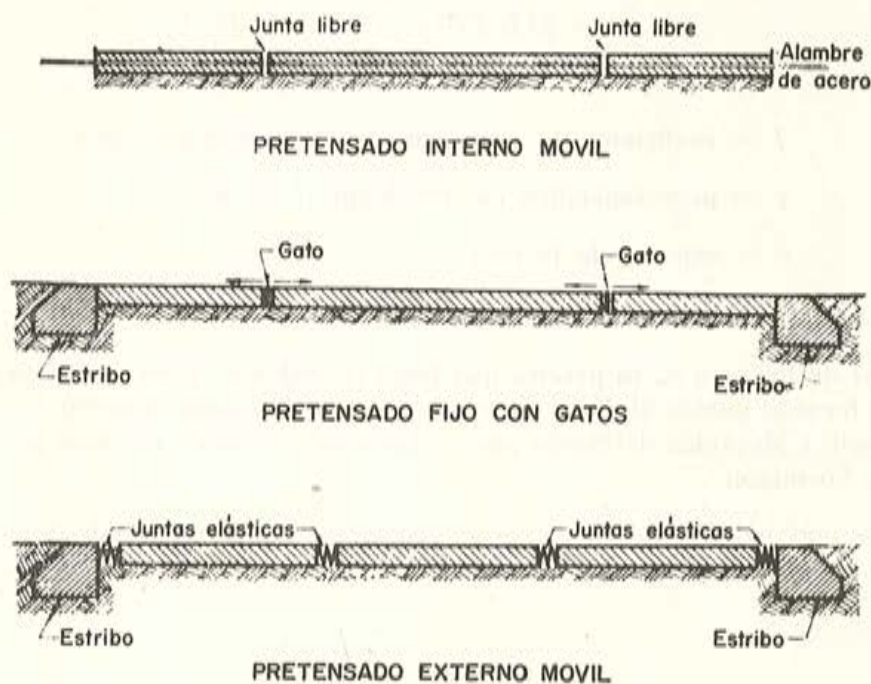 Junta libre
Junta libre
Alambre
de acero
PRETENSADO INTERNO MOVIL
Gato
Gato
Estribo
Estribo
PRETENSADO FIJO CON GATOS
Juntas elásticas
Juntas elásticas
Estribo
Estribo
PRETENSADO EXTERNO MOVIL